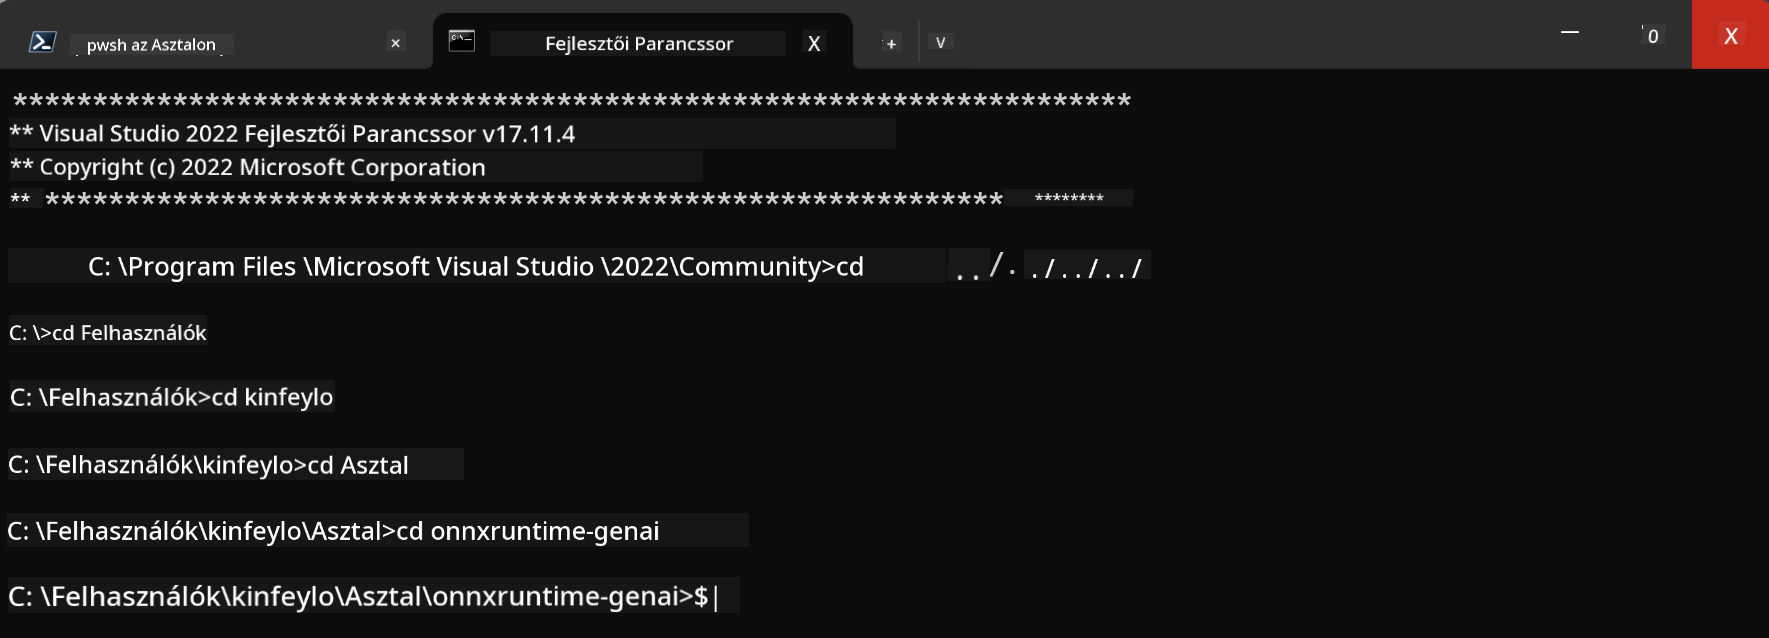 pwsh az Asztalon × Fejlesztői Parancssor X + v — 0 X
**********************************************************************
** Visual Studio 2022 Fejlesztői Parancssor v17.11.4
** Copyright (c) 2022 Microsoft Corporation
** ************************************************************ ********
C: \Program Files \Microsoft Visual Studio \2022\Community>cd ../../../../
C: \>cd Felhasználók
C: \Felhasználók>cd kinfeylo
C: \Felhasználók\kinfeylo>cd Asztal
C: \Felhasználók\kinfeylo\Asztal>cd onnxruntime-genai
C: \Felhasználók\kinfeylo\Asztal\onnxruntime-genai>$|